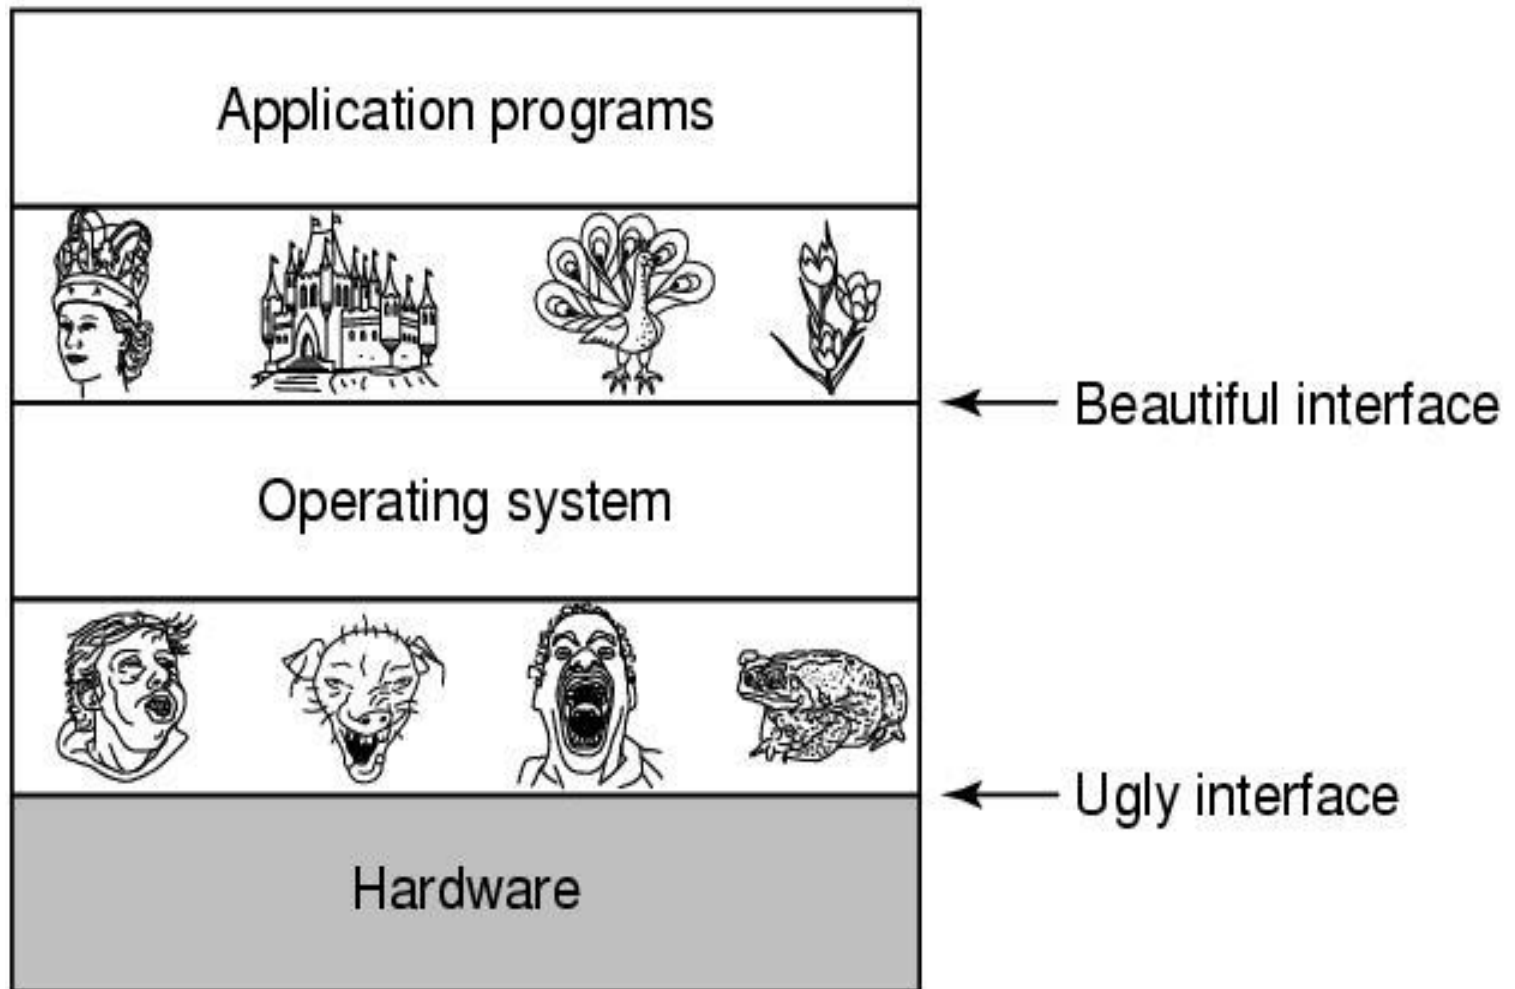 Application programs
Beautiful interface
Operating system
Ugly interface
Hardware